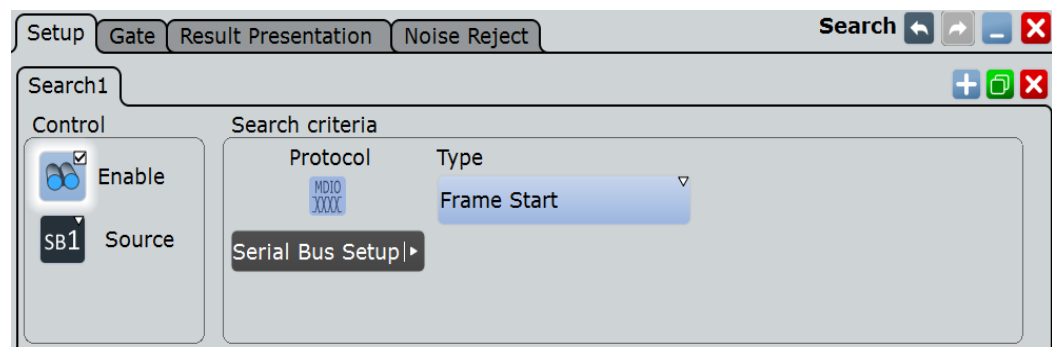 Setup Gate Result Presentation Noise Reject Search
Search1
Control Search criteria
Protocol Type
Enable MDIO Frame Start
SB1 Source Serial Bus Setup